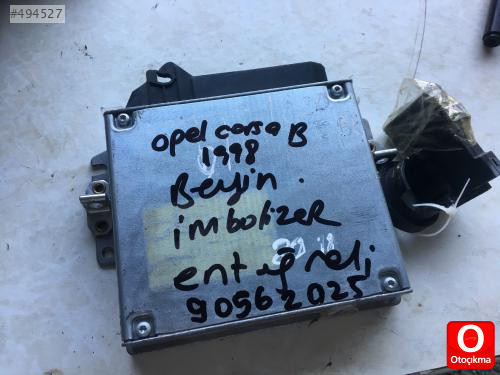 #494527
opel corsa B
1998
Beyin.
imbolizer
entegreli
90562025
O
Otoçıkma